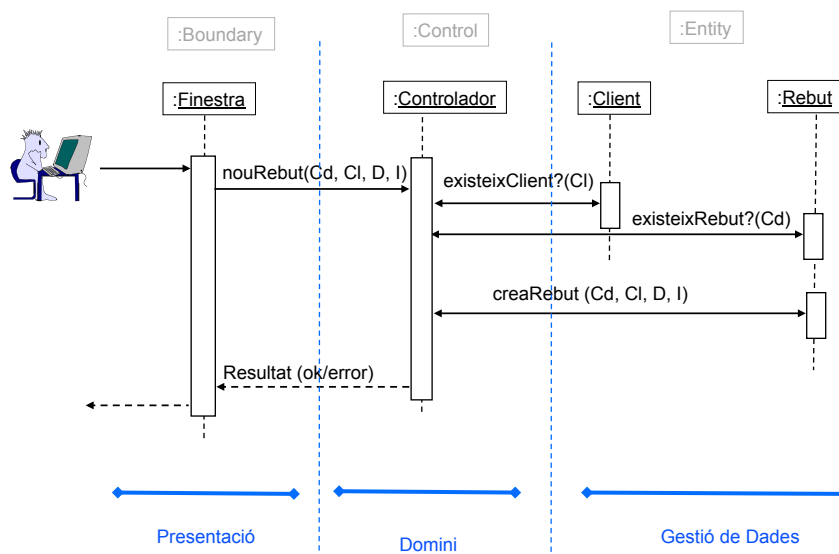 :Boundary
:Control
:Entity
:Finestra
:Controlador
:Client
:Rebut
nouRebut(Cd, Cl, D, I)
existeixClient?(Cl)
existeixRebut?(Cd)
creaRebut (Cd, Cl, D, I)
Resultat (ok/error)
Presentació
Domini
Gestió de Dades